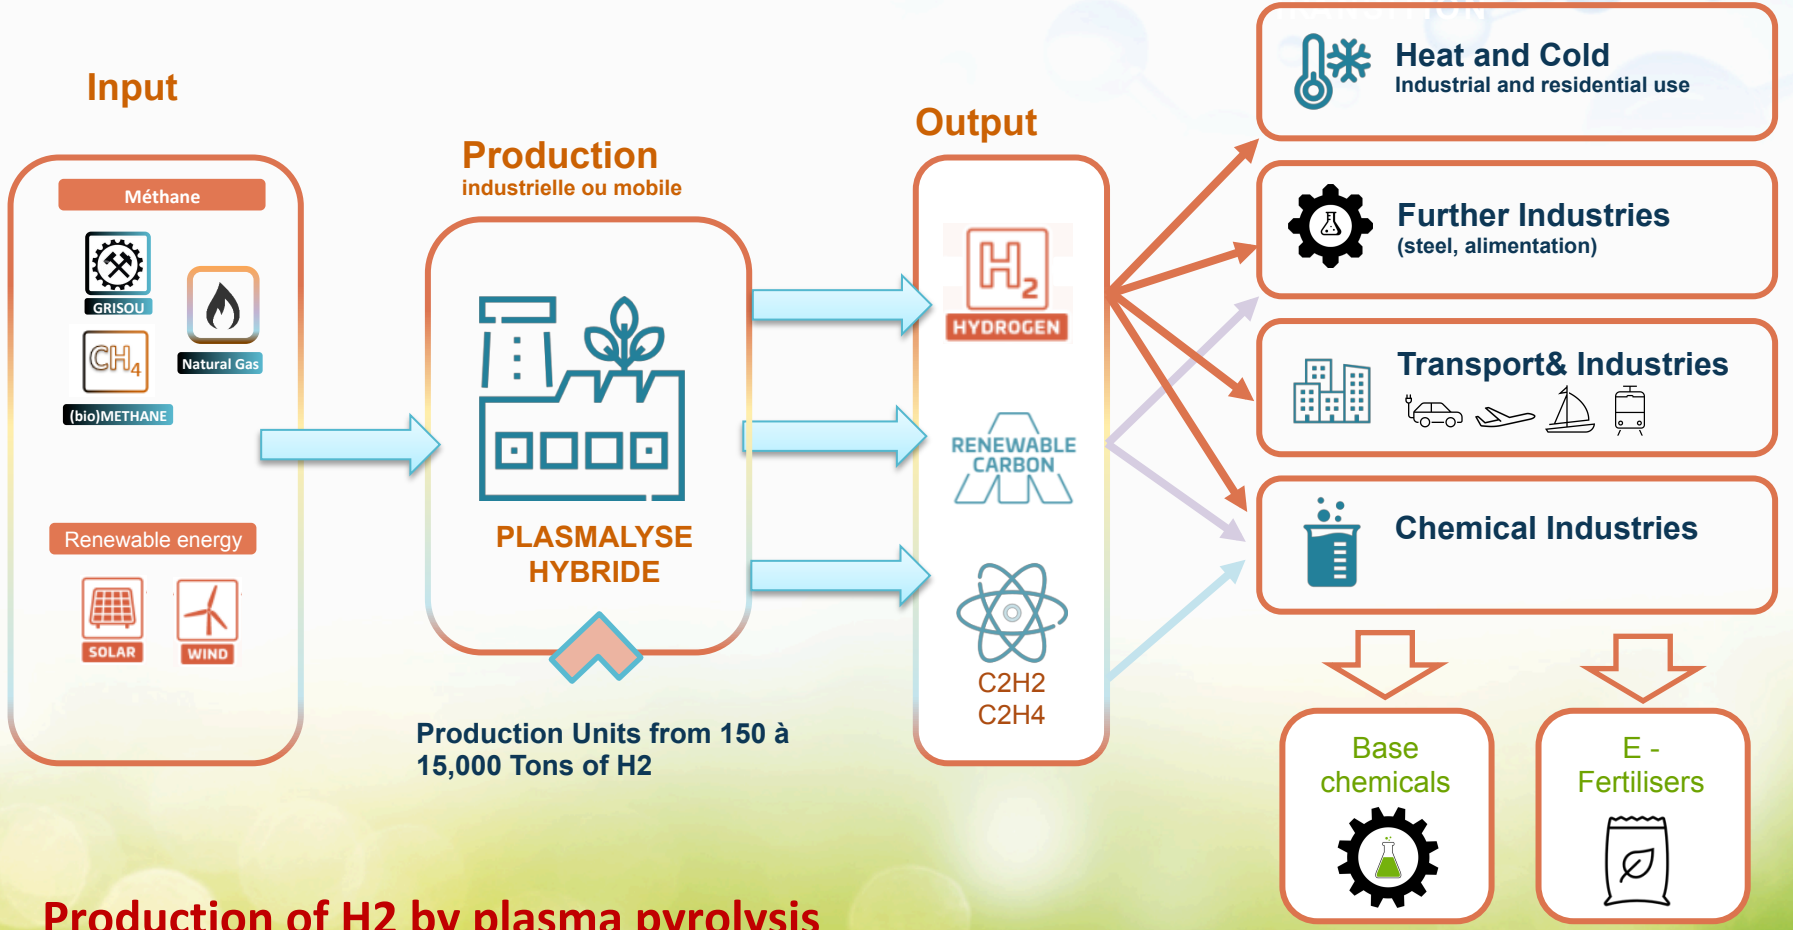 Input
Méthane
GRISOU
Natural Gas
CH4
(bio)METHANE
Renewable energy
SOLAR
WIND
Production
industrielle ou mobile
PLASMALYSE
HYBRIDE
Production Units from 150 à
15,000 Tons of H2
Output
H2
HYDROGEN
RENEWABLE
CARBON
C2H2
C2H4
Heat and Cold
Industrial and residential use
Further Industries
(steel, alimentation)
Transport& Industries
Chemical Industries
Base
chemicals
E -
Fertilisers
Production of H2 by plasma pyrolysis